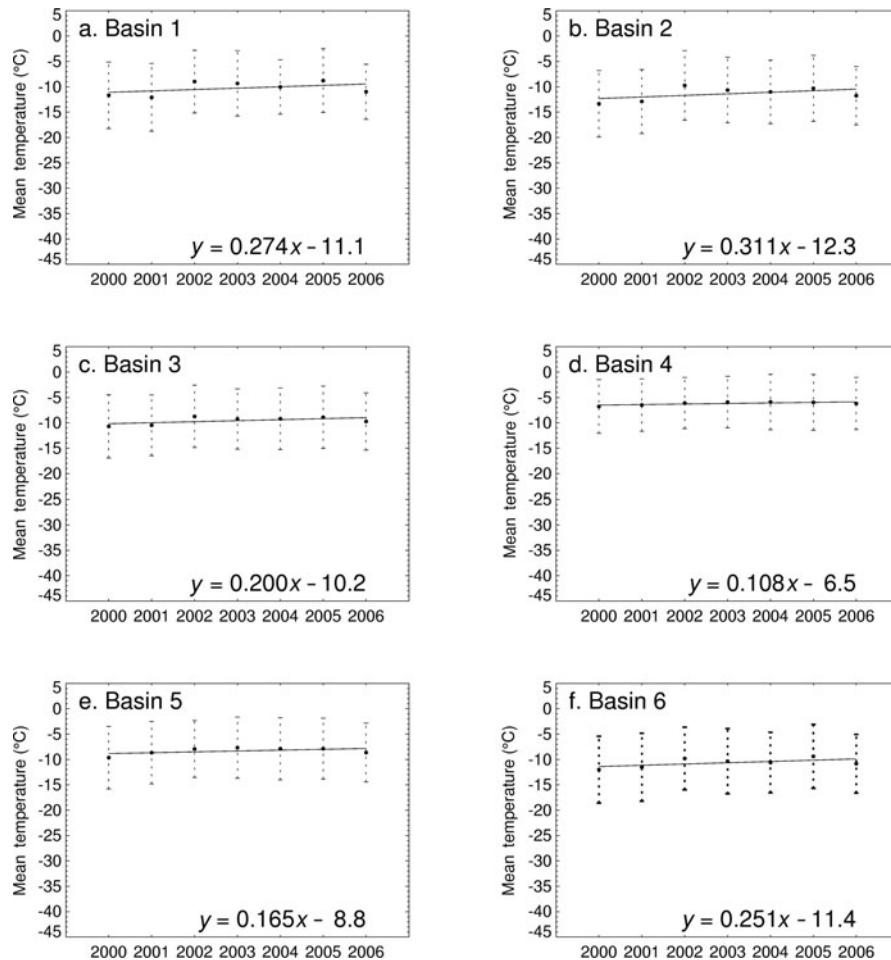 a. Basin 1
Mean temperature (°C)
5
0
-5
-10
-15
-20
-25
-30
-35
-40
-45
y = 0.274x - 11.1
2000 2001 2002 2003 2004 2005 2006
b. Basin 2
Mean temperature (°C)
5
0
-5
-10
-15
-20
-25
-30
-35
-40
-45
y = 0.311x - 12.3
2000 2001 2002 2003 2004 2005 2006
c. Basin 3
Mean temperature (°C)
5
0
-5
-10
-15
-20
-25
-30
-35
-40
-45
y = 0.200x - 10.2
2000 2001 2002 2003 2004 2005 2006
d. Basin 4
Mean temperature (°C)
5
0
-5
-10
-15
-20
-25
-30
-35
-40
-45
y = 0.108x - 6.5
2000 2001 2002 2003 2004 2005 2006
e. Basin 5
Mean temperature (°C)
5
0
-5
-10
-15
-20
-25
-30
-35
-40
-45
y = 0.165x - 8.8
2000 2001 2002 2003 2004 2005 2006
f. Basin 6
Mean temperature (°C)
5
0
-5
-10
-15
-20
-25
-30
-35
-40
-45
y = 0.251x - 11.4
2000 2001 2002 2003 2004 2005 2006